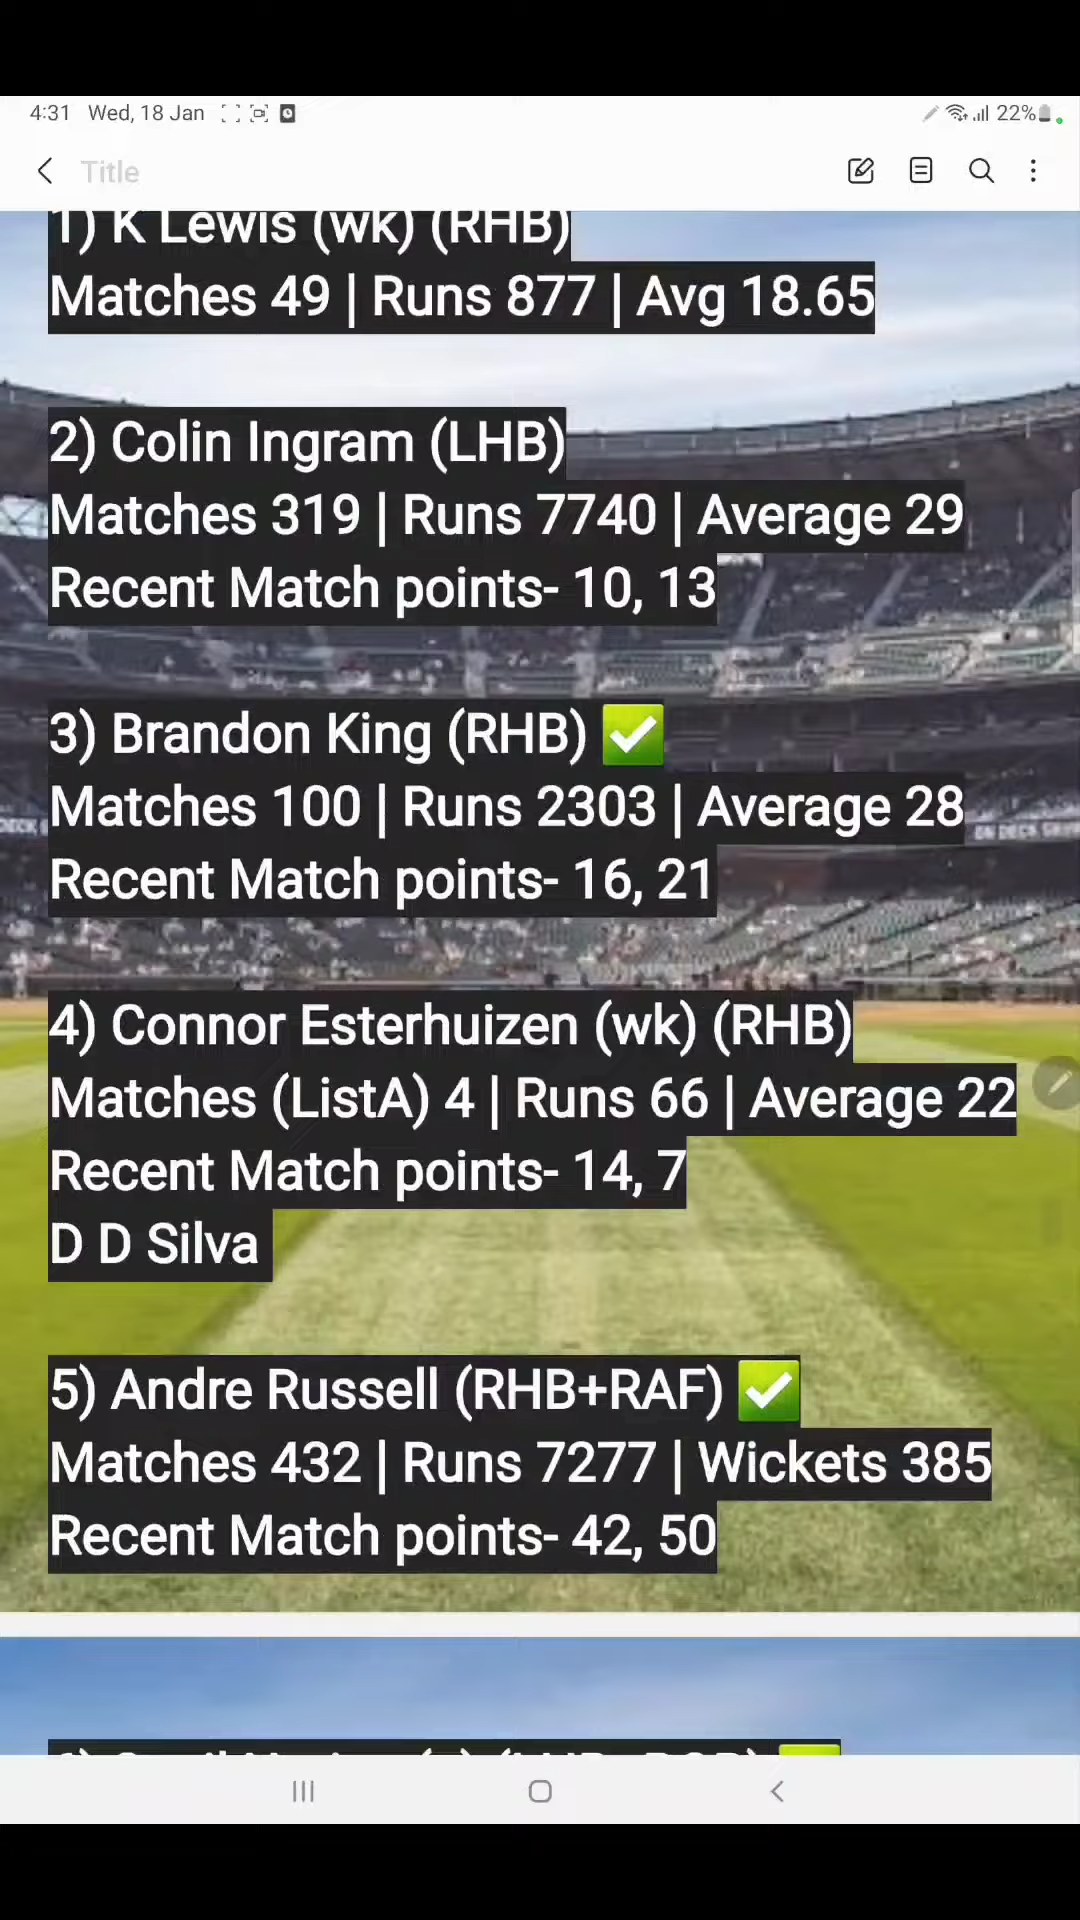 4:31 Wed, 18 Jan 22%
Title
1) K Lewis (wk) (RHB)
Matches 49 | Runs 877 | Avg 18.65
2) Colin Ingram (LHB)
Matches 319 | Runs 7740 | Average 29
Recent Match points- 10, 13
3) Brandon King (RHB) ✅
Matches 100 | Runs 2303 | Average 28
Recent Match points- 16, 21
4) Connor Esterhuizen (wk) (RHB)
Matches (ListA) 4 | Runs 66 | Average 22
Recent Match points- 14, 7
D D Silva
5) Andre Russell (RHB+RAF) ✅
Matches 432 | Runs 7277 | Wickets 385
Recent Match points- 42, 50